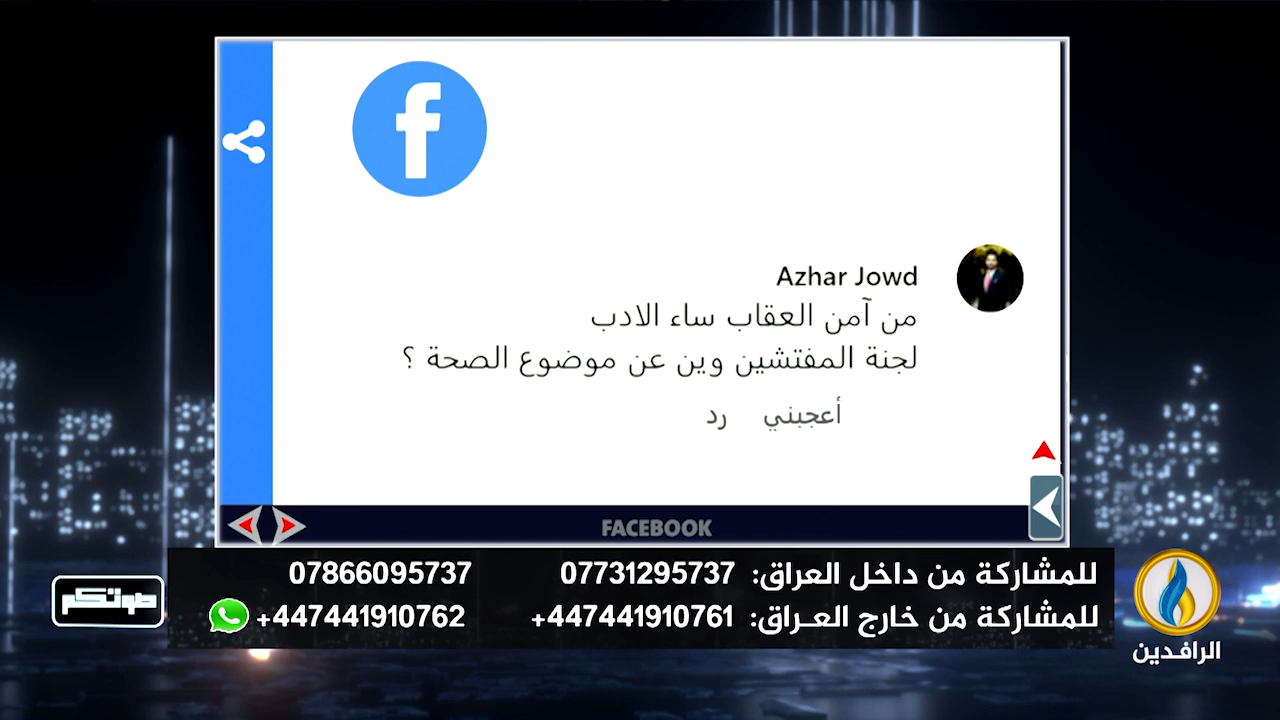 Azhar Jowd
من آمن العقاب ساء الادب
لجنة المفتشين وين عن موضوع الصحة ؟
أعجبني رد
FACEBOOK
للمشاركة من داخل العراق: 07731295737 07866095737
للمشاركة من خارج العـراق: 447441910761+ 447441910762+
صوتكم
الرافدين